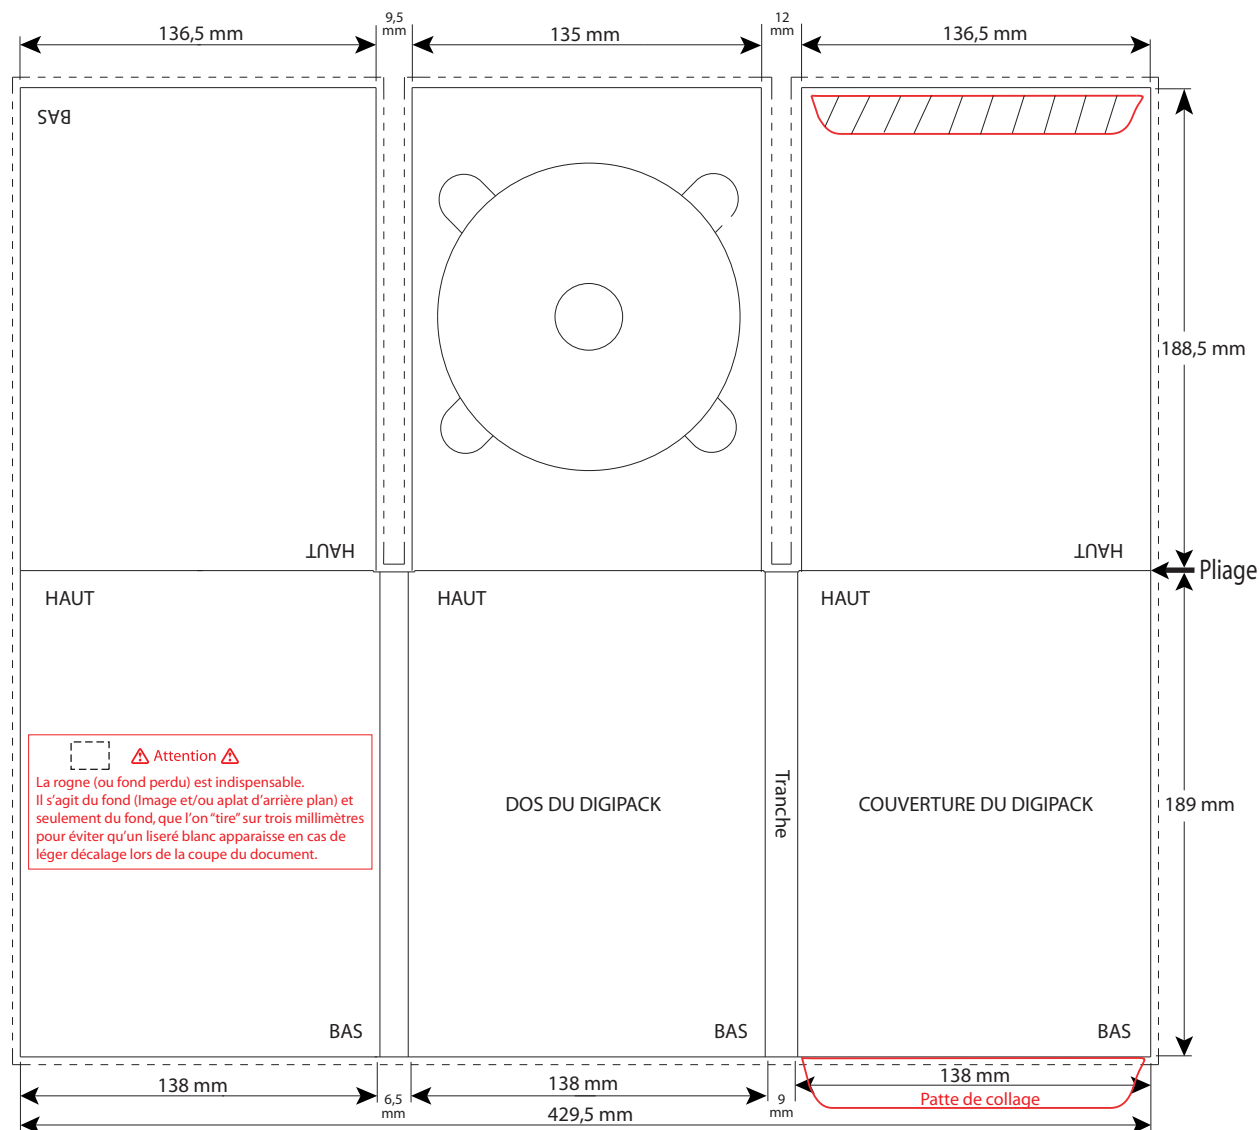 9,5
mm
12
mm
136,5 mm
135 mm
136,5 mm
BAS
188,5 mm
HAUT
HAUT
Pliage
HAUT
HAUT
HAUT
Attention
La rogne (ou fond perdu) est indispensable.
Il s’agit du fond (Image et/ou aplat d’arrière plan) et
seulement du fond, que l’on “tire” sur trois millimètres
pour éviter qu’un liseré blanc apparaisse en cas de
léger décalage lors de la coupe du document.
DOS DU DIGIPACK
Tranche
COUVERTURE DU DIGIPACK
189 mm
BAS
BAS
BAS
138 mm
6,5
mm
138 mm
9
mm
138 mm
Patte de collage
429,5 mm